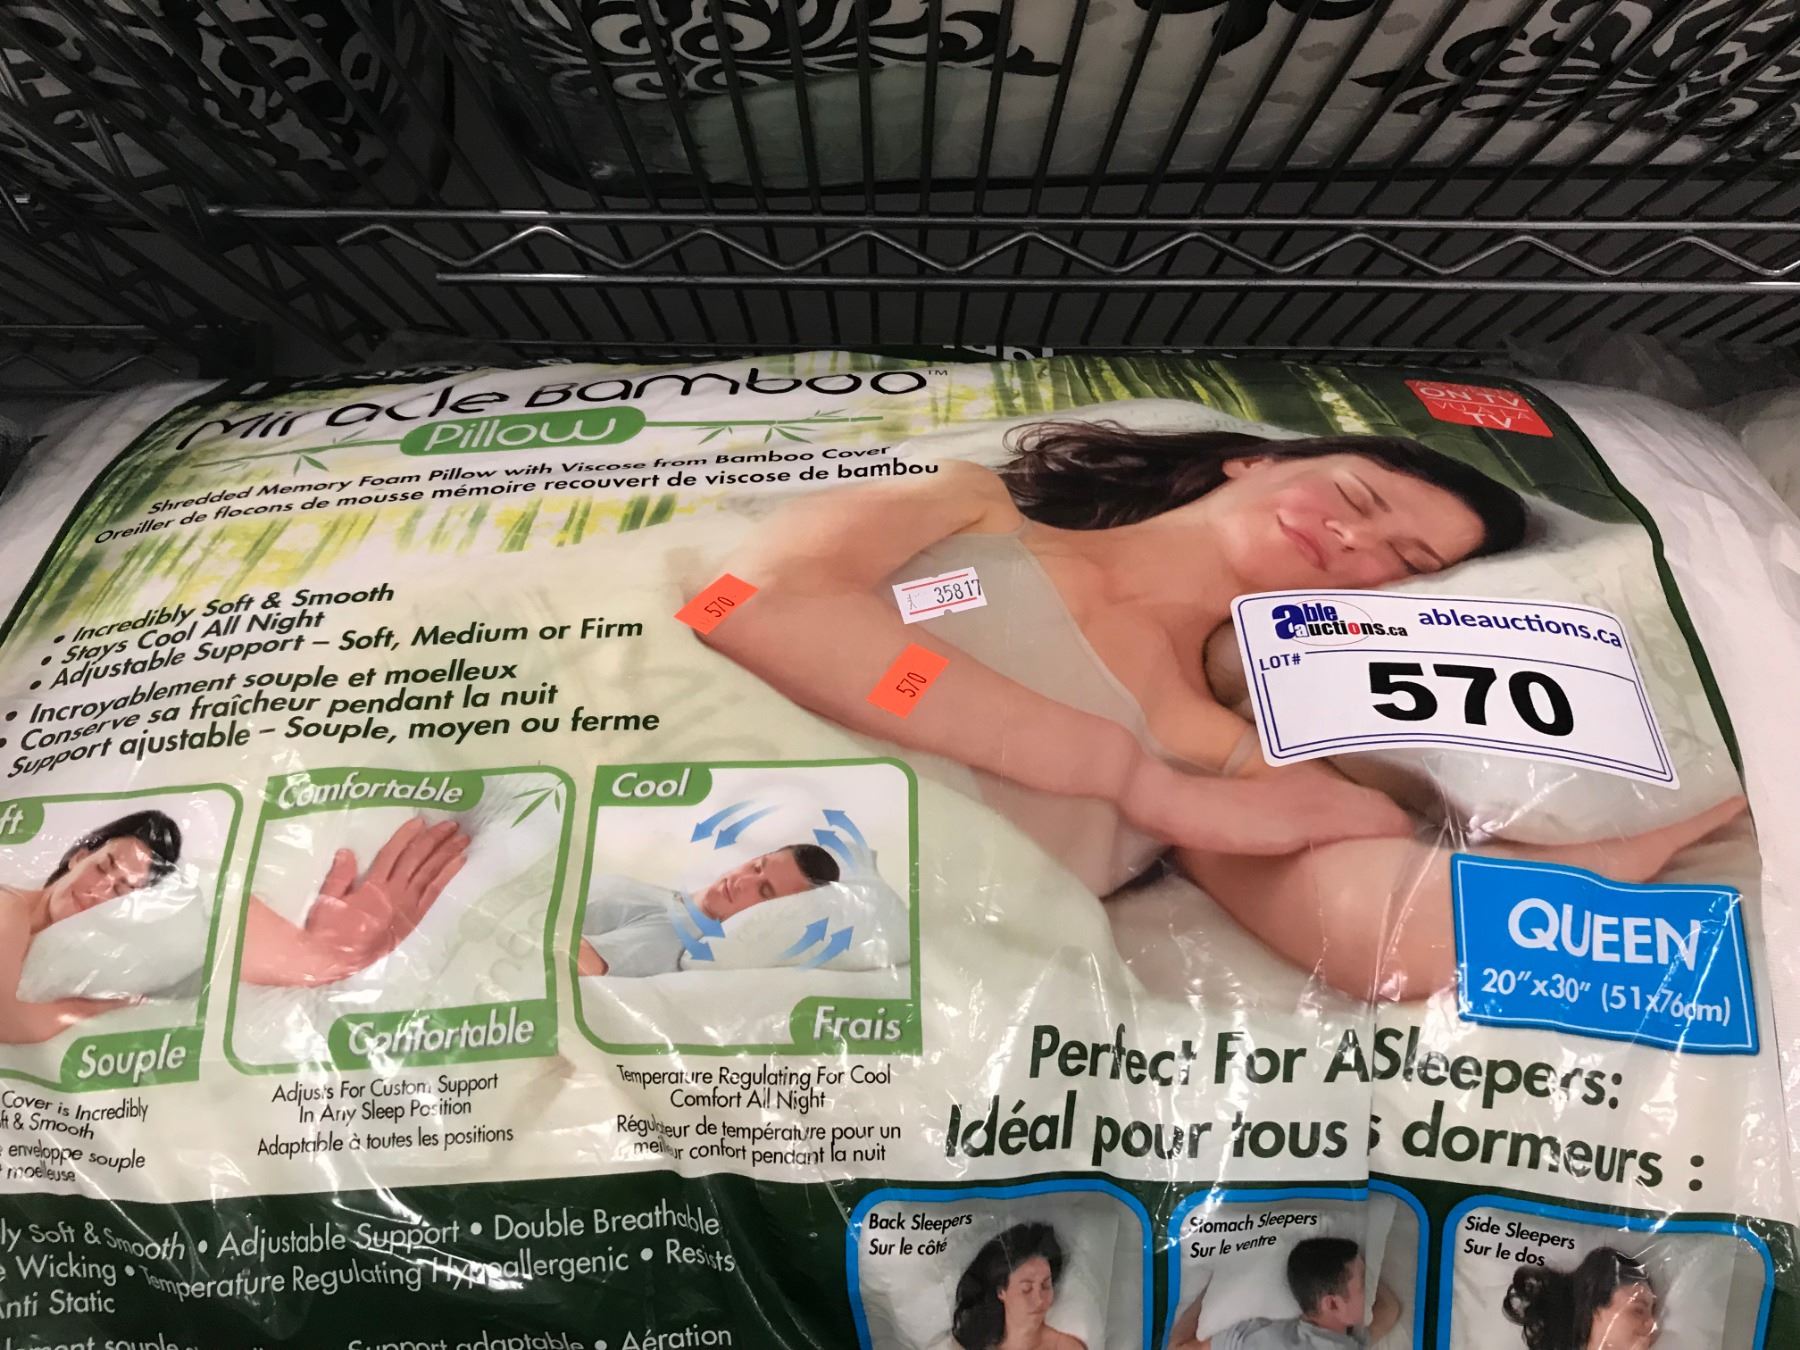 Miracle Bamboo™
Pillow
Shredded Memory Foam Pillow with Viscose from Bamboo Cover
Oreiller de flocons de mousse mémoire recouvert de viscose de bambou
ON TV
TV
• Incredibly Soft & Smooth
• Stays Cool All Night
• Adjustable Support – Soft, Medium or Firm
• Incroyablement souple et moelleux
• Conserve sa fraîcheur pendant la nuit
Support ajustable – Souple, moyen ou ferme
570
35817
570
able auctions.ca
ableauctions.ca
LOT#
570
QUEEN
20"x30" (51x76cm)
ft
Souple
Cover is Incredibly
ft & Smooth
enveloppe souple
moelleuse
Comfortable
Confortable
Adjusts For Custom Support
In Any Sleep Position
Adaptable à toutes les positions
Cool
Frais
Temperature Regulating For Cool
Comfort All Night
Régulateur de température pour un
meilleur confort pendant la nuit
Perfect For A Sleepers:
Idéal pour tous s dormeurs :
Back Sleepers
Sur le côté
Stomach Sleepers
Sur le ventre
Side Sleepers
Sur le dos
ly Soft & Smooth • Adjustable Support • Double Breathable
e Wicking • Temperature Regulating Hypoallergenic • Resists
Anti Static
souple
Support adaptable • Aération